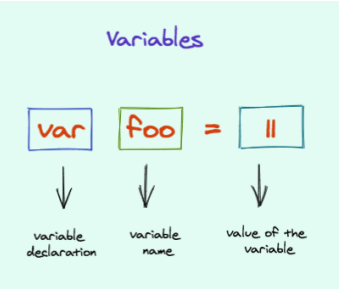 Variables
var foo = 11
variable declaration
variable name
value of the variable